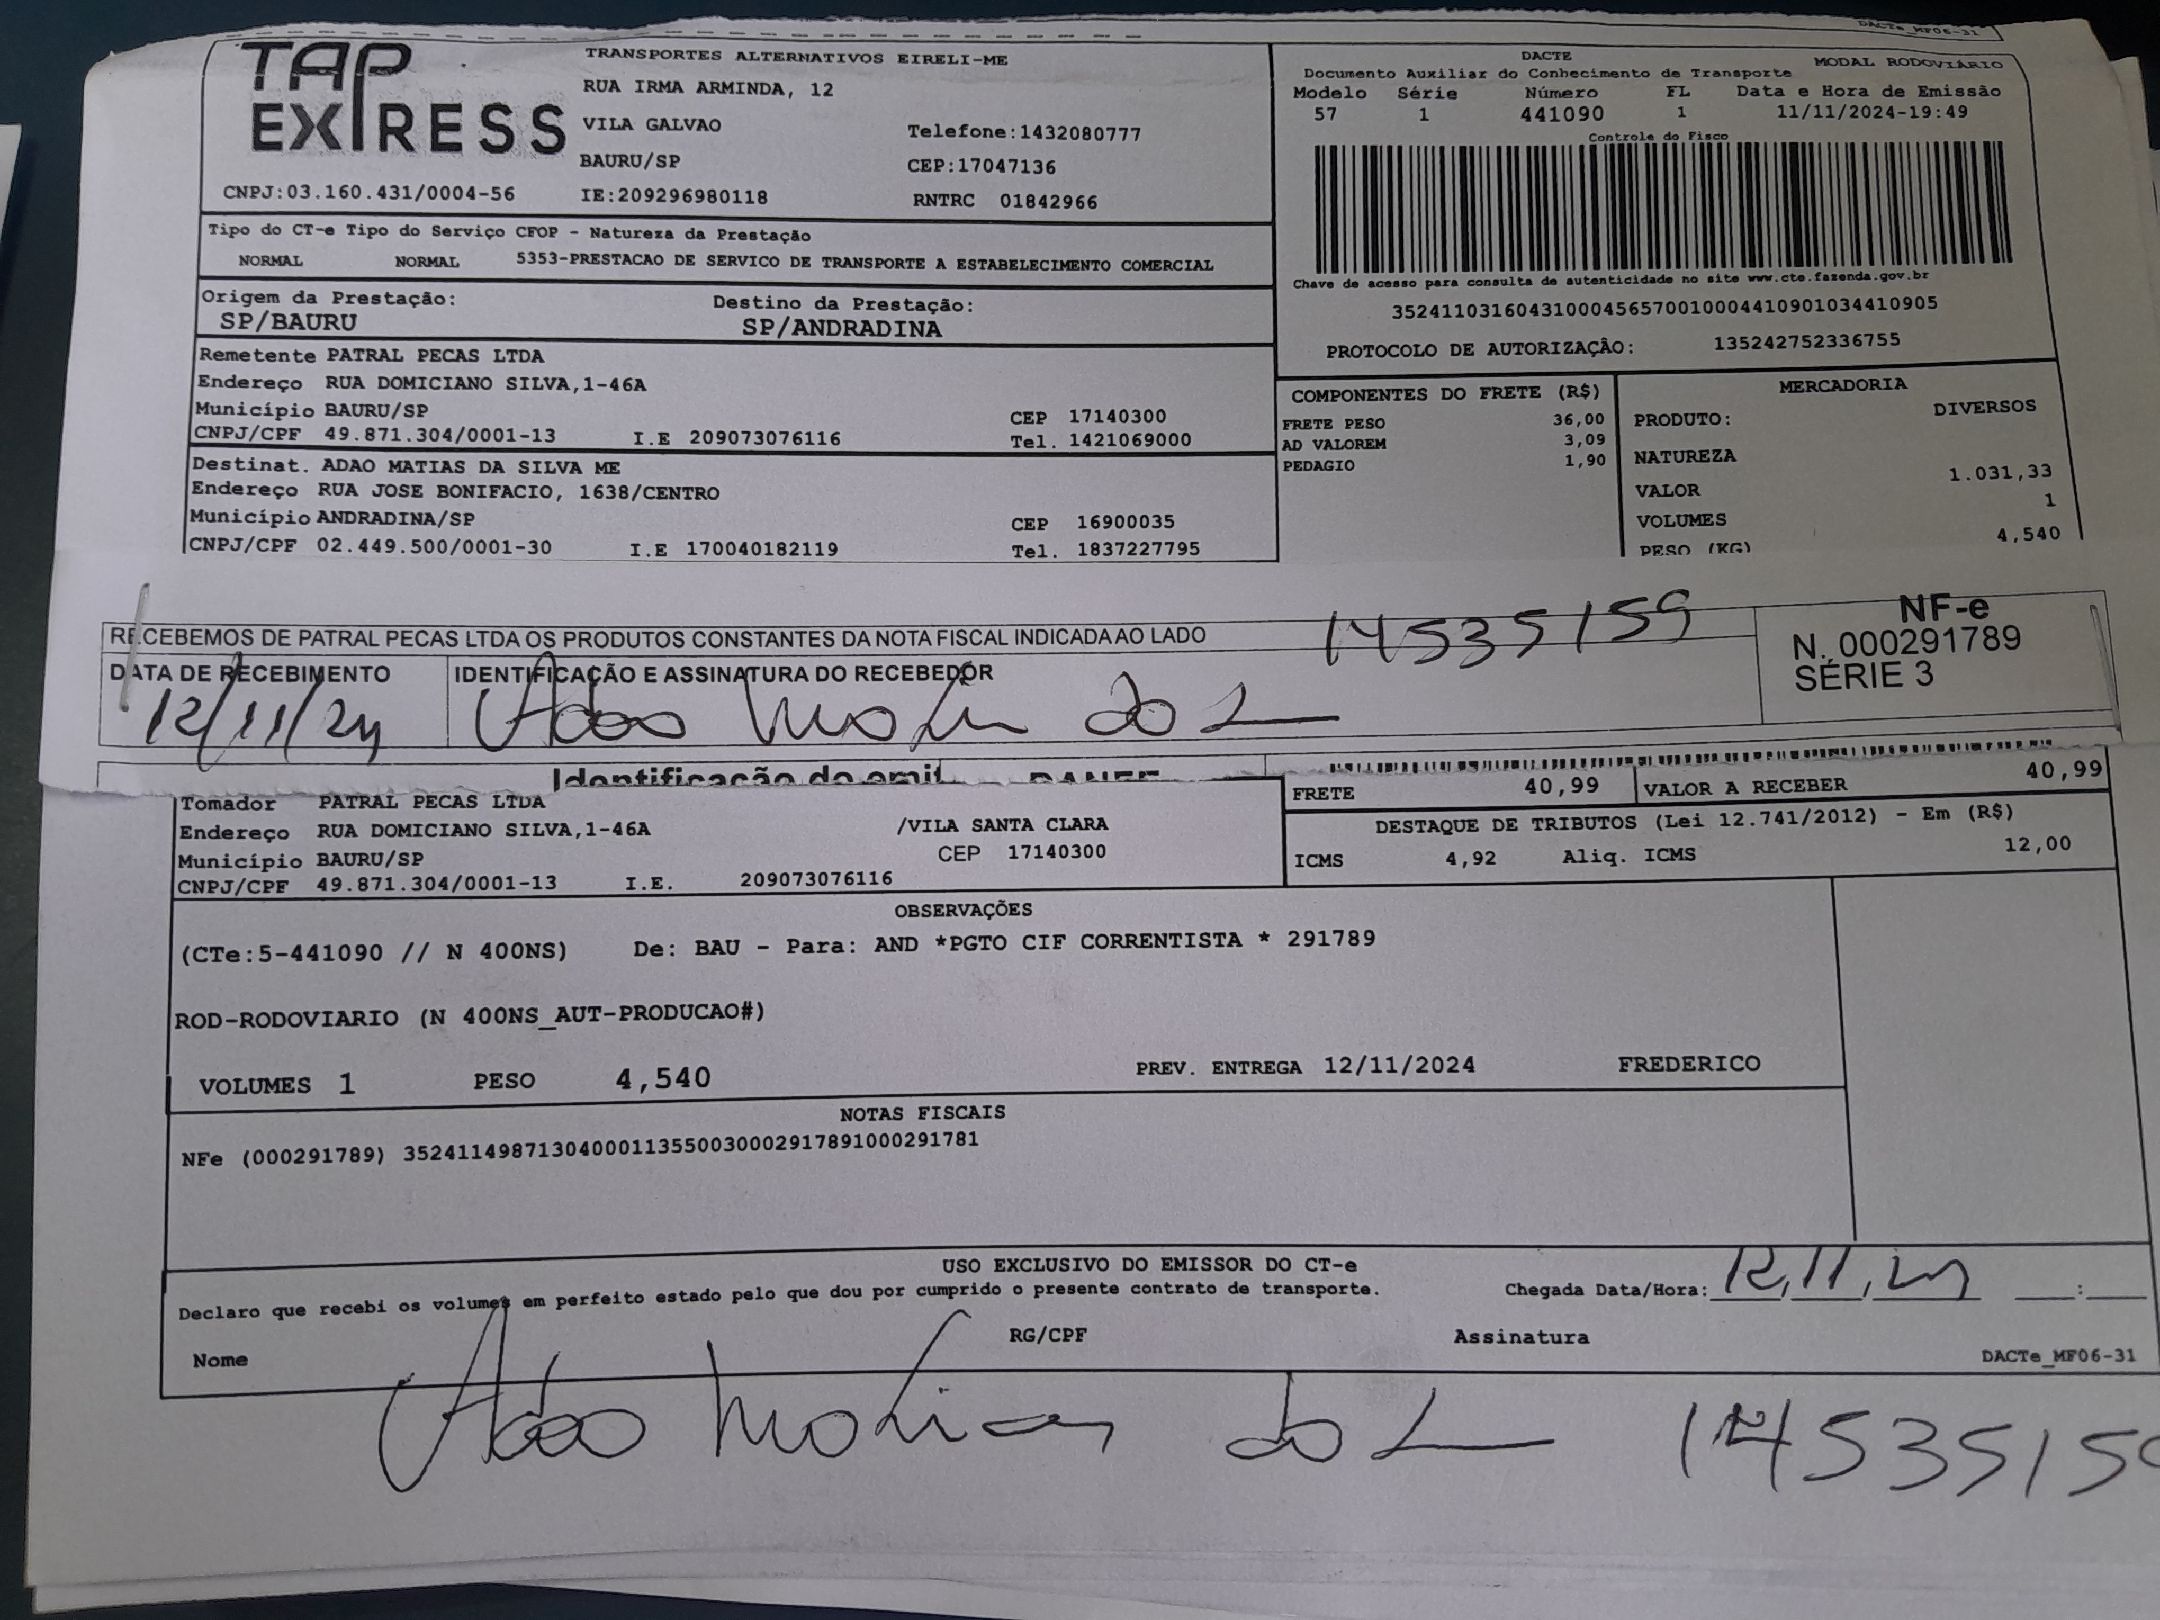 DACTe_MF06-31
TAP EXPRESS
TRANSPORTES ALTERNATIVOS EIRELI-ME
RUA IRMA ARMINDA, 12
VILA GALVAO Telefone:1432080777
BAURU/SP CEP:17047136
CNPJ:03.160.431/0004-56 IE:209296980118 RNTRC 01842966
DACTE MODAL RODOVIÁRIO
Documento Auxiliar do Conhecimento de Transporte
Modelo Série Número FL Data e Hora de Emissão
57 1 441090 1 11/11/2024-19:49
Controle do Fisco
Chave de acesso para consulta de autenticidade no site www.cte.fazenda.gov.br
35241103160431000456570010004410901034410905
PROTOCOLO DE AUTORIZAÇÃO: 135242752336755
Tipo do CT-e Tipo do Serviço CFOP - Natureza da Prestação
NORMAL NORMAL 5353-PRESTACAO DE SERVICO DE TRANSPORTE A ESTABELECIMENTO COMERCIAL
Origem da Prestação: Destino da Prestação:
SP/BAURU SP/ANDRADINA
Remetente PATRAL PECAS LTDA
Endereço RUA DOMICIANO SILVA,1-46A
Município BAURU/SP CEP 17140300
CNPJ/CPF 49.871.304/0001-13 I.E 209073076116 Tel. 1421069000
Destinat. ADAO MATIAS DA SILVA ME
Endereço RUA JOSE BONIFACIO, 1638/CENTRO
Município ANDRADINA/SP CEP 16900035
CNPJ/CPF 02.449.500/0001-30 I.E 170040182119 Tel. 1837227795
COMPONENTES DO FRETE (R$)
FRETE PESO 36,00
AD VALOREM 3,09
PEDAGIO 1,90
MERCADORIA
PRODUTO: DIVERSOS
NATUREZA
VALOR 1.031,33
VOLUMES 1
PESO (KG) 4,540
RECEBEMOS DE PATRAL PECAS LTDA OS PRODUTOS CONSTANTES DA NOTA FISCAL INDICADA AO LADO
14535159
DATA DE RECEBIMENTO IDENTIFICAÇÃO E ASSINATURA DO RECEBEDOR
12/11/24 Adao Matias da S
NF-e
N. 000291789
SÉRIE 3
Identificação do emit DANFE
FRETE 40,99 VALOR A RECEBER 40,99
Tomador PATRAL PECAS LTDA
Endereço RUA DOMICIANO SILVA,1-46A /VILA SANTA CLARA
Município BAURU/SP CEP 17140300
CNPJ/CPF 49.871.304/0001-13 I.E. 209073076116
DESTAQUE DE TRIBUTOS (Lei 12.741/2012) - Em (R$)
ICMS 4,92 Aliq. ICMS 12,00
OBSERVAÇÕES
(CTe:5-441090 // N 400NS) De: BAU - Para: AND *PGTO CIF CORRENTISTA * 291789
ROD-RODOVIARIO (N 400NS_AUT-PRODUCAO#)
VOLUMES 1 PESO 4,540 PREV. ENTREGA 12/11/2024 FREDERICO
NOTAS FISCAIS
NFe (000291789) 35241149871304000113550030002917891000291781
USO EXCLUSIVO DO EMISSOR DO CT-e
Declaro que recebi os volumes em perfeito estado pelo que dou por cumprido o presente contrato de transporte. Chegada Data/Hora: 12,11,24 :
Nome RG/CPF Assinatura
DACTe_MF06-31
Adao Matias da S 14535159